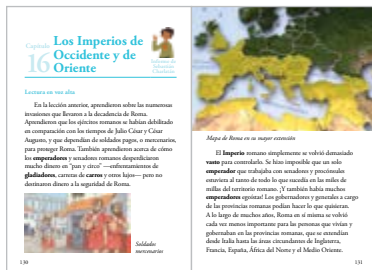 Capítulo
16
Los Imperios de
Occidente y de
Oriente
Lectura en voz alta
En la lección anterior, aprendieron sobre las numerosas
invasiones que llevaron a la decadencia de Roma.
Aprendieron que los ejércitos romanos se habían debilitado
en comparación con los tiempos de Julio César y César
Augusto, y que dependían de soldados pagos, o mercenarios,
para proteger Roma. También aprendieron acerca de cómo
los emperadores y senadores romanos desperdiciaron
mucho dinero en “pan y circo” —enfrentamientos de
gladiadores, carreras de carros y otros lujos— pero no
destinaron dinero a la seguridad de Roma.
Soldados
mercenarios
130
Mapa de Roma en su mayor extensión
El Imperio romano simplemente se volvió demasiado
vasto para controlarlo. Se hizo imposible que un solo
emperador que trabajaba con senadores y procónsules
estuviera al tanto de todo lo que sucedía en las miles de
millas del territorio romano. ¡Y también había muchos
emperadores egoístas! Los gobernadores y generales a cargo
de las provincias romanas podían hacer lo que quisieran.
A lo largo de muchos años, Roma en sí misma se volvió
cada vez menos importante para las personas que vivían y
gobernaban en las provincias romanas, que se extendían
desde Italia hasta las áreas circundantes de Inglaterra,
Francia, España, África del Norte y el Medio Oriente.
131